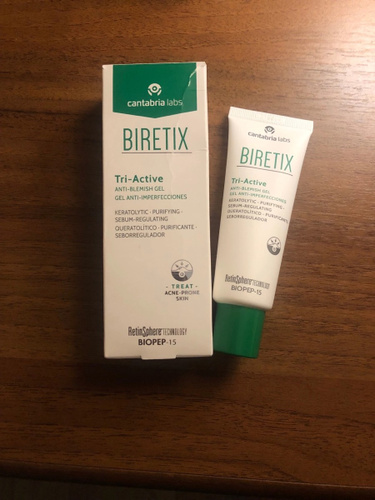 cantabria labs
BIRETIX
Tri-Active
ANTI-BLEMISH GEL
GEL ANTI-IMPERFECCIONES
KERATOLYTIC · PURIFYING ·
SEBUM-REGULATING
QUERATOLÍTICO · PURIFICANTE ·
SEBORREGULADOR
- TREAT -
ACNE-PRONE
SKIN
RetinSphere TECHNOLOGY
BIOPEP-15
cantabria labs
BIRETIX
Tri-Active
ANTI-BLEMISH GEL
GEL ANTI-IMPERFECCIONES
KERATOLYTIC · PURIFYING ·
SEBUM-REGULATING
QUERATOLÍTICO · PURIFICANTE ·
SEBORREGULADOR
RetinSphere TECHNOLOGY
BIOPEP-15